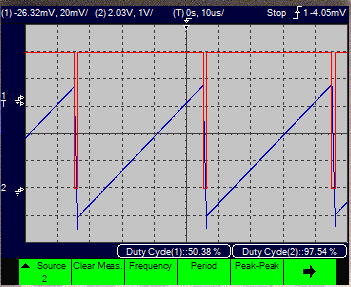 (1) -26.32mV, 20mV/ (2) 2.03V, 1V/ (T) 0s, 10us/ Stop 1 -4.05mV
1
T
2
Duty Cycle(1)::50.38 % Duty Cycle(2)::97.54 %
Source Clear Meas. Frequency Period Peak-Peak
2